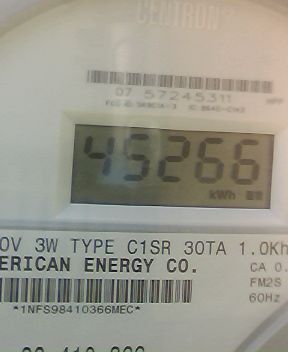 CENTRON
07 57245311
45266
kWh
0V 3W TYPE C1SR 30TA 1.0Kh
ERICAN ENERGY CO.
CA 0.
FM2S
60Hz
*1NFS98410366MEC*